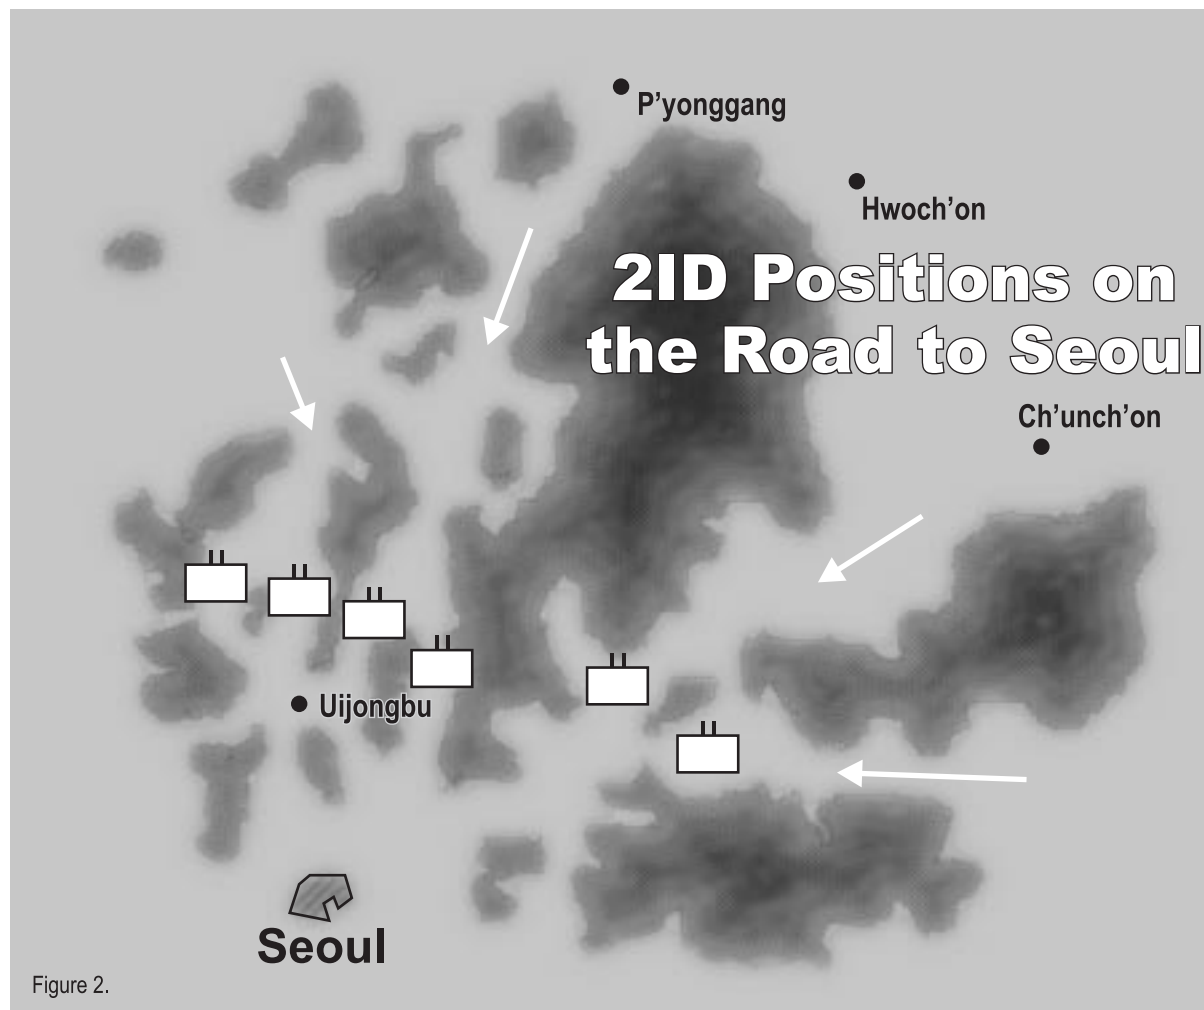 P'yonggang
Hwoch'on
2ID Positions on
the Road to Seoul
Ch'unch'on
Uijongbu
Seoul
Figure 2.